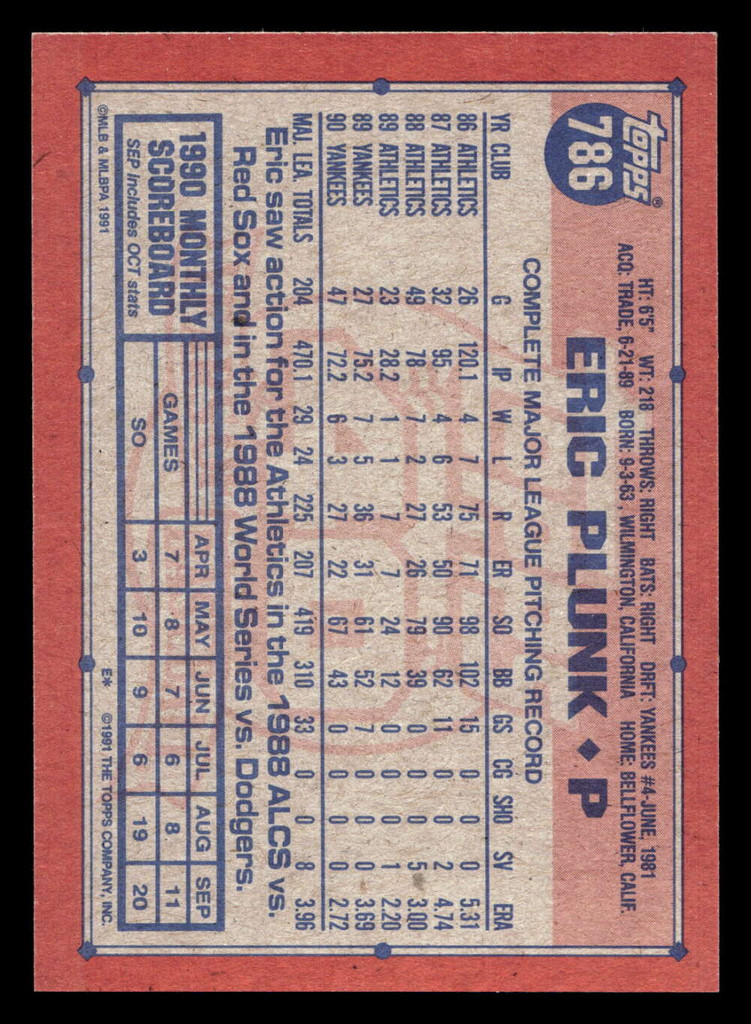 topps®
786
HT: 6'5" WT: 218 THROWS: RIGHT BATS: RIGHT DRFT: YANKEES #4-JUNE, 1981
ACQ: TRADE, 6-21-89 BORN: 9-3-63, WILMINGTON, CALIFORNIA HOME: BELLFLOWER, CALIF.
ERIC PLUNK ♦ P
COMPLETE MAJOR LEAGUE PITCHING RECORD
YR CLUB G IP W L R ER SO BB GS CG SHO SV ERA
86 ATHLETICS 26 120.1 4 7 75 71 98 102 15 0 0 0 5.31
87 ATHLETICS 32 95 4 6 53 50 90 62 11 0 0 2 4.74
88 ATHLETICS 49 78 7 2 27 26 79 39 0 0 0 5 3.00
89 ATHLETICS 23 28.2 1 1 7 7 24 12 0 0 0 1 2.20
89 YANKEES 27 75.2 7 5 36 31 61 52 7 0 0 0 3.69
90 YANKEES 47 72.2 6 3 27 22 67 43 0 0 0 0 2.72
MAJ. LEA. TOTALS 204 470.1 29 24 225 207 419 310 33 0 0 8 3.96
Eric saw action for the Athletics in the 1988 ALCS vs.
Red Sox and in the 1988 World Series vs. Dodgers.
1990 MONTHLY
SCOREBOARD
SEP includes OCT stats
APR MAY JUN JUL AUG SEP
GAMES 7 8 7 6 8 11
SO 3 10 9 6 19 20
©MLB & MLBPA 1991
E* ©1991 THE TOPPS COMPANY, INC.